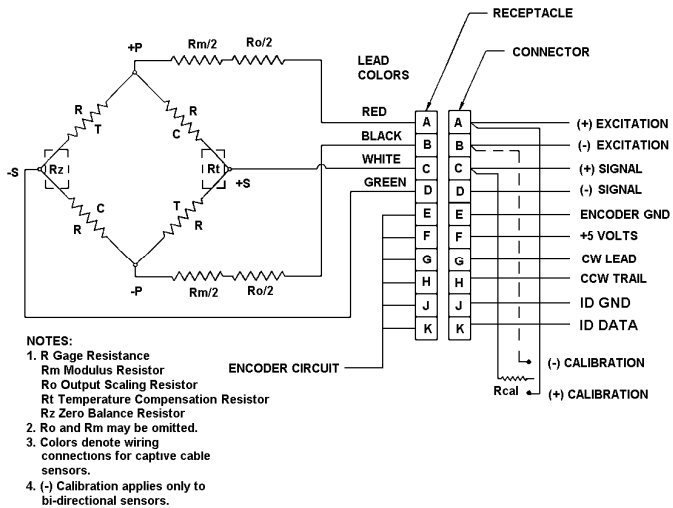 RECEPTACLE
CONNECTOR
LEAD
COLORS
+P
Rm/2 Ro/2
RED
BLACK
WHITE
GREEN
R
T
R
C
-S
Rz
Rt
+S
C
R
T
R
-P
Rm/2 Ro/2
A A (+) EXCITATION
B B (-) EXCITATION
C C (+) SIGNAL
D D (-) SIGNAL
E E ENCODER GND
F F +5 VOLTS
G G CW LEAD
H H CCW TRAIL
J J ID GND
K K ID DATA
ENCODER CIRCUIT
(-) CALIBRATION
Rcal
(+) CALIBRATION
NOTES:
1. R Gage Resistance
Rm Modulus Resistor
Ro Output Scaling Resistor
Rt Temperature Compensation Resistor
Rz Zero Balance Resistor
2. Ro and Rm may be omitted.
3. Colors denote wiring
connections for captive cable
sensors.
4. (-) Calibration applies only to
bi-directional sensors.